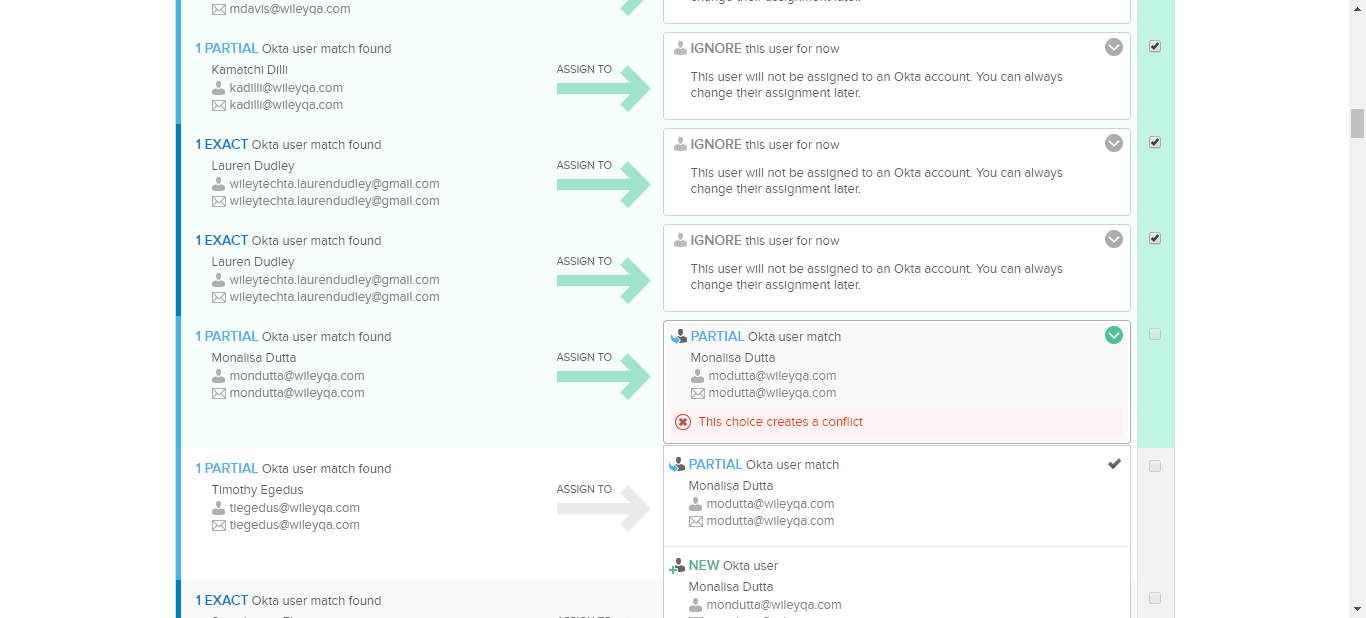 mdavis@wileyqa.com
change their assignment later.
1 PARTIAL Okta user match found
Kamatchi Dilli
kadilli@wileyqa.com
kadilli@wileyqa.com
ASSIGN TO
IGNORE this user for now
This user will not be assigned to an Okta account. You can always
change their assignment later.
1 EXACT Okta user match found
Lauren Dudley
wileytechta.laurendudley@gmail.com
wileytechta.laurendudley@gmail.com
ASSIGN TO
IGNORE this user for now
This user will not be assigned to an Okta account. You can always
change their assignment later.
1 EXACT Okta user match found
Lauren Dudley
wileytechta.laurendudley@gmail.com
wileytechta.laurendudley@gmail.com
ASSIGN TO
IGNORE this user for now
This user will not be assigned to an Okta account. You can always
change their assignment later.
1 PARTIAL Okta user match found
Monalisa Dutta
mondutta@wileyqa.com
mondutta@wileyqa.com
ASSIGN TO
PARTIAL Okta user match
Monalisa Dutta
modutta@wileyqa.com
modutta@wileyqa.com
This choice creates a conflict
1 PARTIAL Okta user match found
Timothy Egedus
tiegedus@wileyqa.com
tiegedus@wileyqa.com
ASSIGN TO
PARTIAL Okta user match
Monalisa Dutta
modutta@wileyqa.com
modutta@wileyqa.com
NEW Okta user
Monalisa Dutta
mondutta@wileyqa.com
1 EXACT Okta user match found
ASSIGN TO